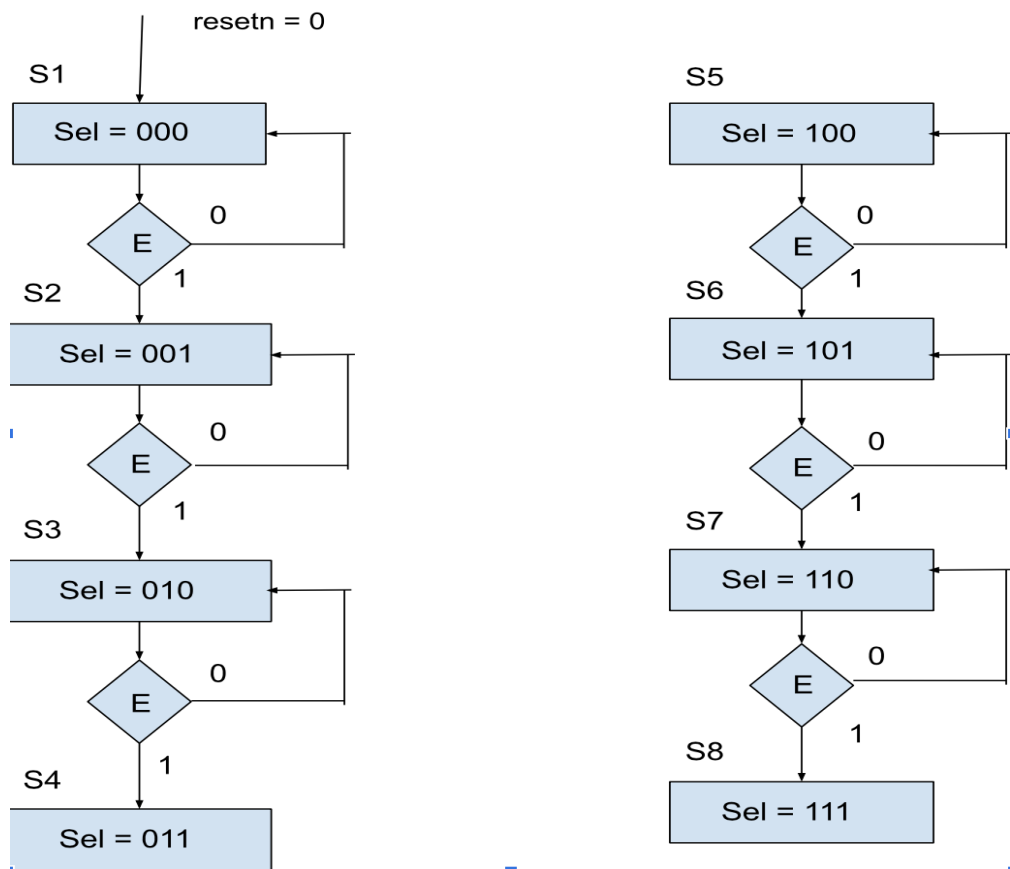 resetn = 0
S1
Sel = 000
0
E
1
S2
Sel = 001
0
E
1
S3
Sel = 010
0
E
1
S4
Sel = 011
S5
Sel = 100
0
E
1
S6
Sel = 101
0
E
1
S7
Sel = 110
0
E
1
S8
Sel = 111